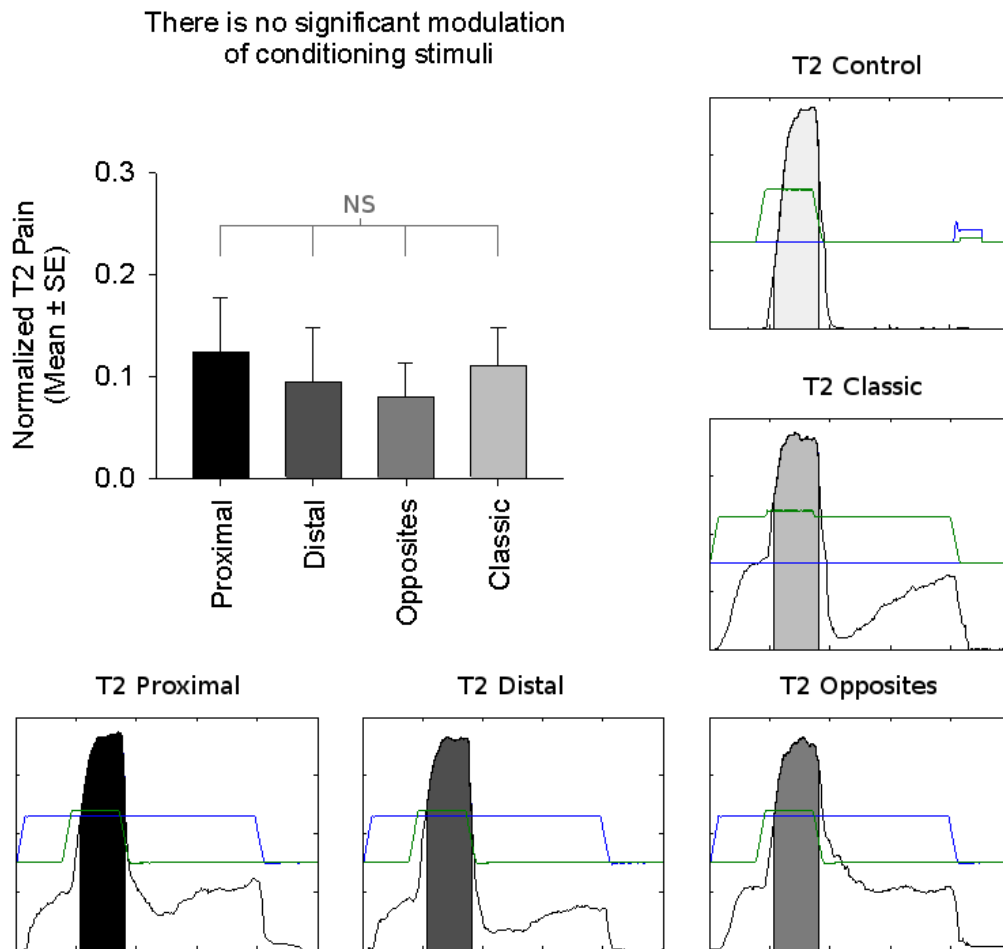 There is no significant modulation
of conditioning stimuli
T2 Control
Normalized T2 Pain
(Mean ± SE)
0.3
0.2
0.1
0.0
NS
Proximal
Distal
Opposites
Classic
T2 Classic
T2 Proximal
T2 Distal
T2 Opposites